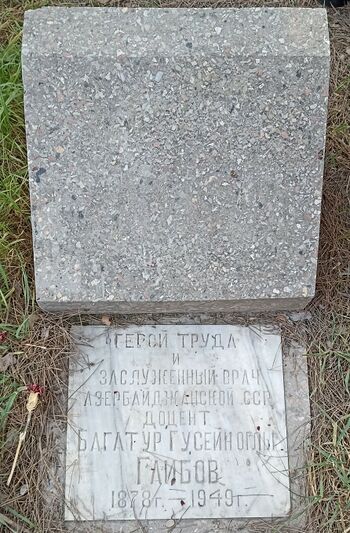 ГЕРОЙ ТРУДА
И
ЗАСЛУЖЕННЫЙ ВРАЧ
АЗЕРБАЙДЖАНСКОЙ ССР
ДОЦЕНТ
БАГАТУР ГУСЕЙН ОГЛЫ
ГАИБОВ
1878г.—1949г.